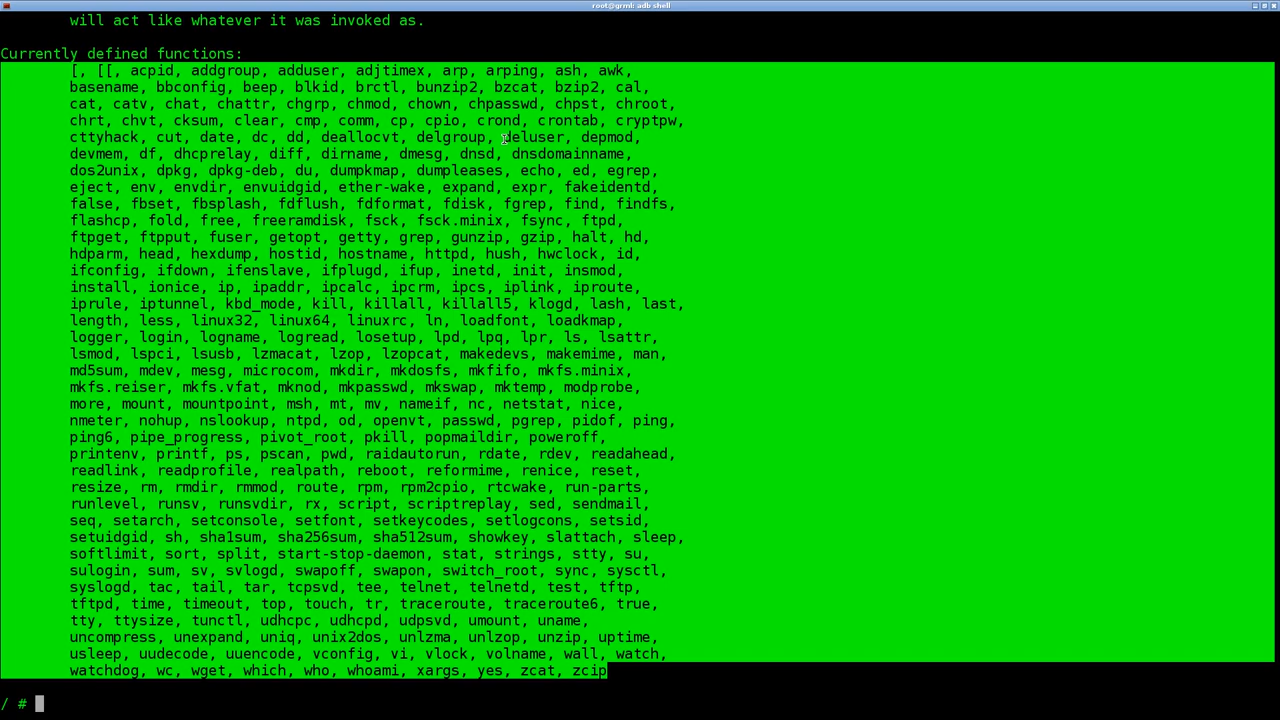 root@grml: adb shell
will act like whatever it was invoked as.
Currently defined functions:
[, [[, acpid, addgroup, adduser, adjtimex, arp, arping, ash, awk,
basename, bbconfig, beep, blkid, brctl, bunzip2, bzcat, bzip2, cal,
cat, catv, chat, chattr, chgrp, chmod, chown, chpasswd, chpst, chroot,
chrt, chvt, cksum, clear, cmp, comm, cp, cpio, crond, crontab, cryptpw,
cttyhack, cut, date, dc, dd, deallocvt, delgroup, deluser, depmod,
devmem, df, dhcprelay, diff, dirname, dmesg, dnsd, dnsdomainname,
dos2unix, dpkg, dpkg-deb, du, dumpkmap, dumpleases, echo, ed, egrep,
eject, env, envdir, envuidgid, ether-wake, expand, expr, fakeidentd,
false, fbset, fbsplash, fdflush, fdformat, fdisk, fgrep, find, findfs,
flashcp, fold, free, freeramdisk, fsck, fsck.minix, fsync, ftpd,
ftpget, ftpput, fuser, getopt, getty, grep, gunzip, gzip, halt, hd,
hdparm, head, hexdump, hostid, hostname, httpd, hush, hwclock, id,
ifconfig, ifdown, ifenslave, ifplugd, ifup, inetd, init, insmod,
install, ionice, ip, ipaddr, ipcalc, ipcrm, ipcs, iplink, iproute,
iprule, iptunnel, kbd_mode, kill, killall, killall5, klogd, lash, last,
length, less, linux32, linux64, linuxrc, ln, loadfont, loadkmap,
logger, login, logname, logread, losetup, lpd, lpq, lpr, ls, lsattr,
lsmod, lspci, lsusb, lzmacat, lzop, lzopcat, makedevs, makemime, man,
md5sum, mdev, mesg, microcom, mkdir, mkdosfs, mkfifo, mkfs.minix,
mkfs.reiser, mkfs.vfat, mknod, mkpasswd, mkswap, mktemp, modprobe,
more, mount, mountpoint, msh, mt, mv, nameif, nc, netstat, nice,
nmeter, nohup, nslookup, ntpd, od, openvt, passwd, pgrep, pidof, ping,
ping6, pipe_progress, pivot_root, pkill, popmaildir, poweroff,
printenv, printf, ps, pscan, pwd, raidautorun, rdate, rdev, readahead,
readlink, readprofile, realpath, reboot, reformime, renice, reset,
resize, rm, rmdir, rmmod, route, rpm, rpm2cpio, rtcwake, run-parts,
runlevel, runsv, runsvdir, rx, script, scriptreplay, sed, sendmail,
seq, setarch, setconsole, setfont, setkeycodes, setlogcons, setsid,
setuidgid, sh, sha1sum, sha256sum, sha512sum, showkey, slattach, sleep,
softlimit, sort, split, start-stop-daemon, stat, strings, stty, su,
sulogin, sum, sv, svlogd, swapoff, swapon, switch_root, sync, sysctl,
syslogd, tac, tail, tar, tcpsvd, tee, telnet, telnetd, test, tftp,
tftpd, time, timeout, top, touch, tr, traceroute, traceroute6, true,
tty, ttysize, tunctl, udhcpc, udhcpd, udpsvd, umount, uname,
uncompress, unexpand, uniq, unix2dos, unlzma, unlzop, unzip, uptime,
usleep, uudecode, uuencode, vconfig, vi, vlock, volname, wall, watch,
watchdog, wc, wget, which, who, whoami, xargs, yes, zcat, zcip
/ #